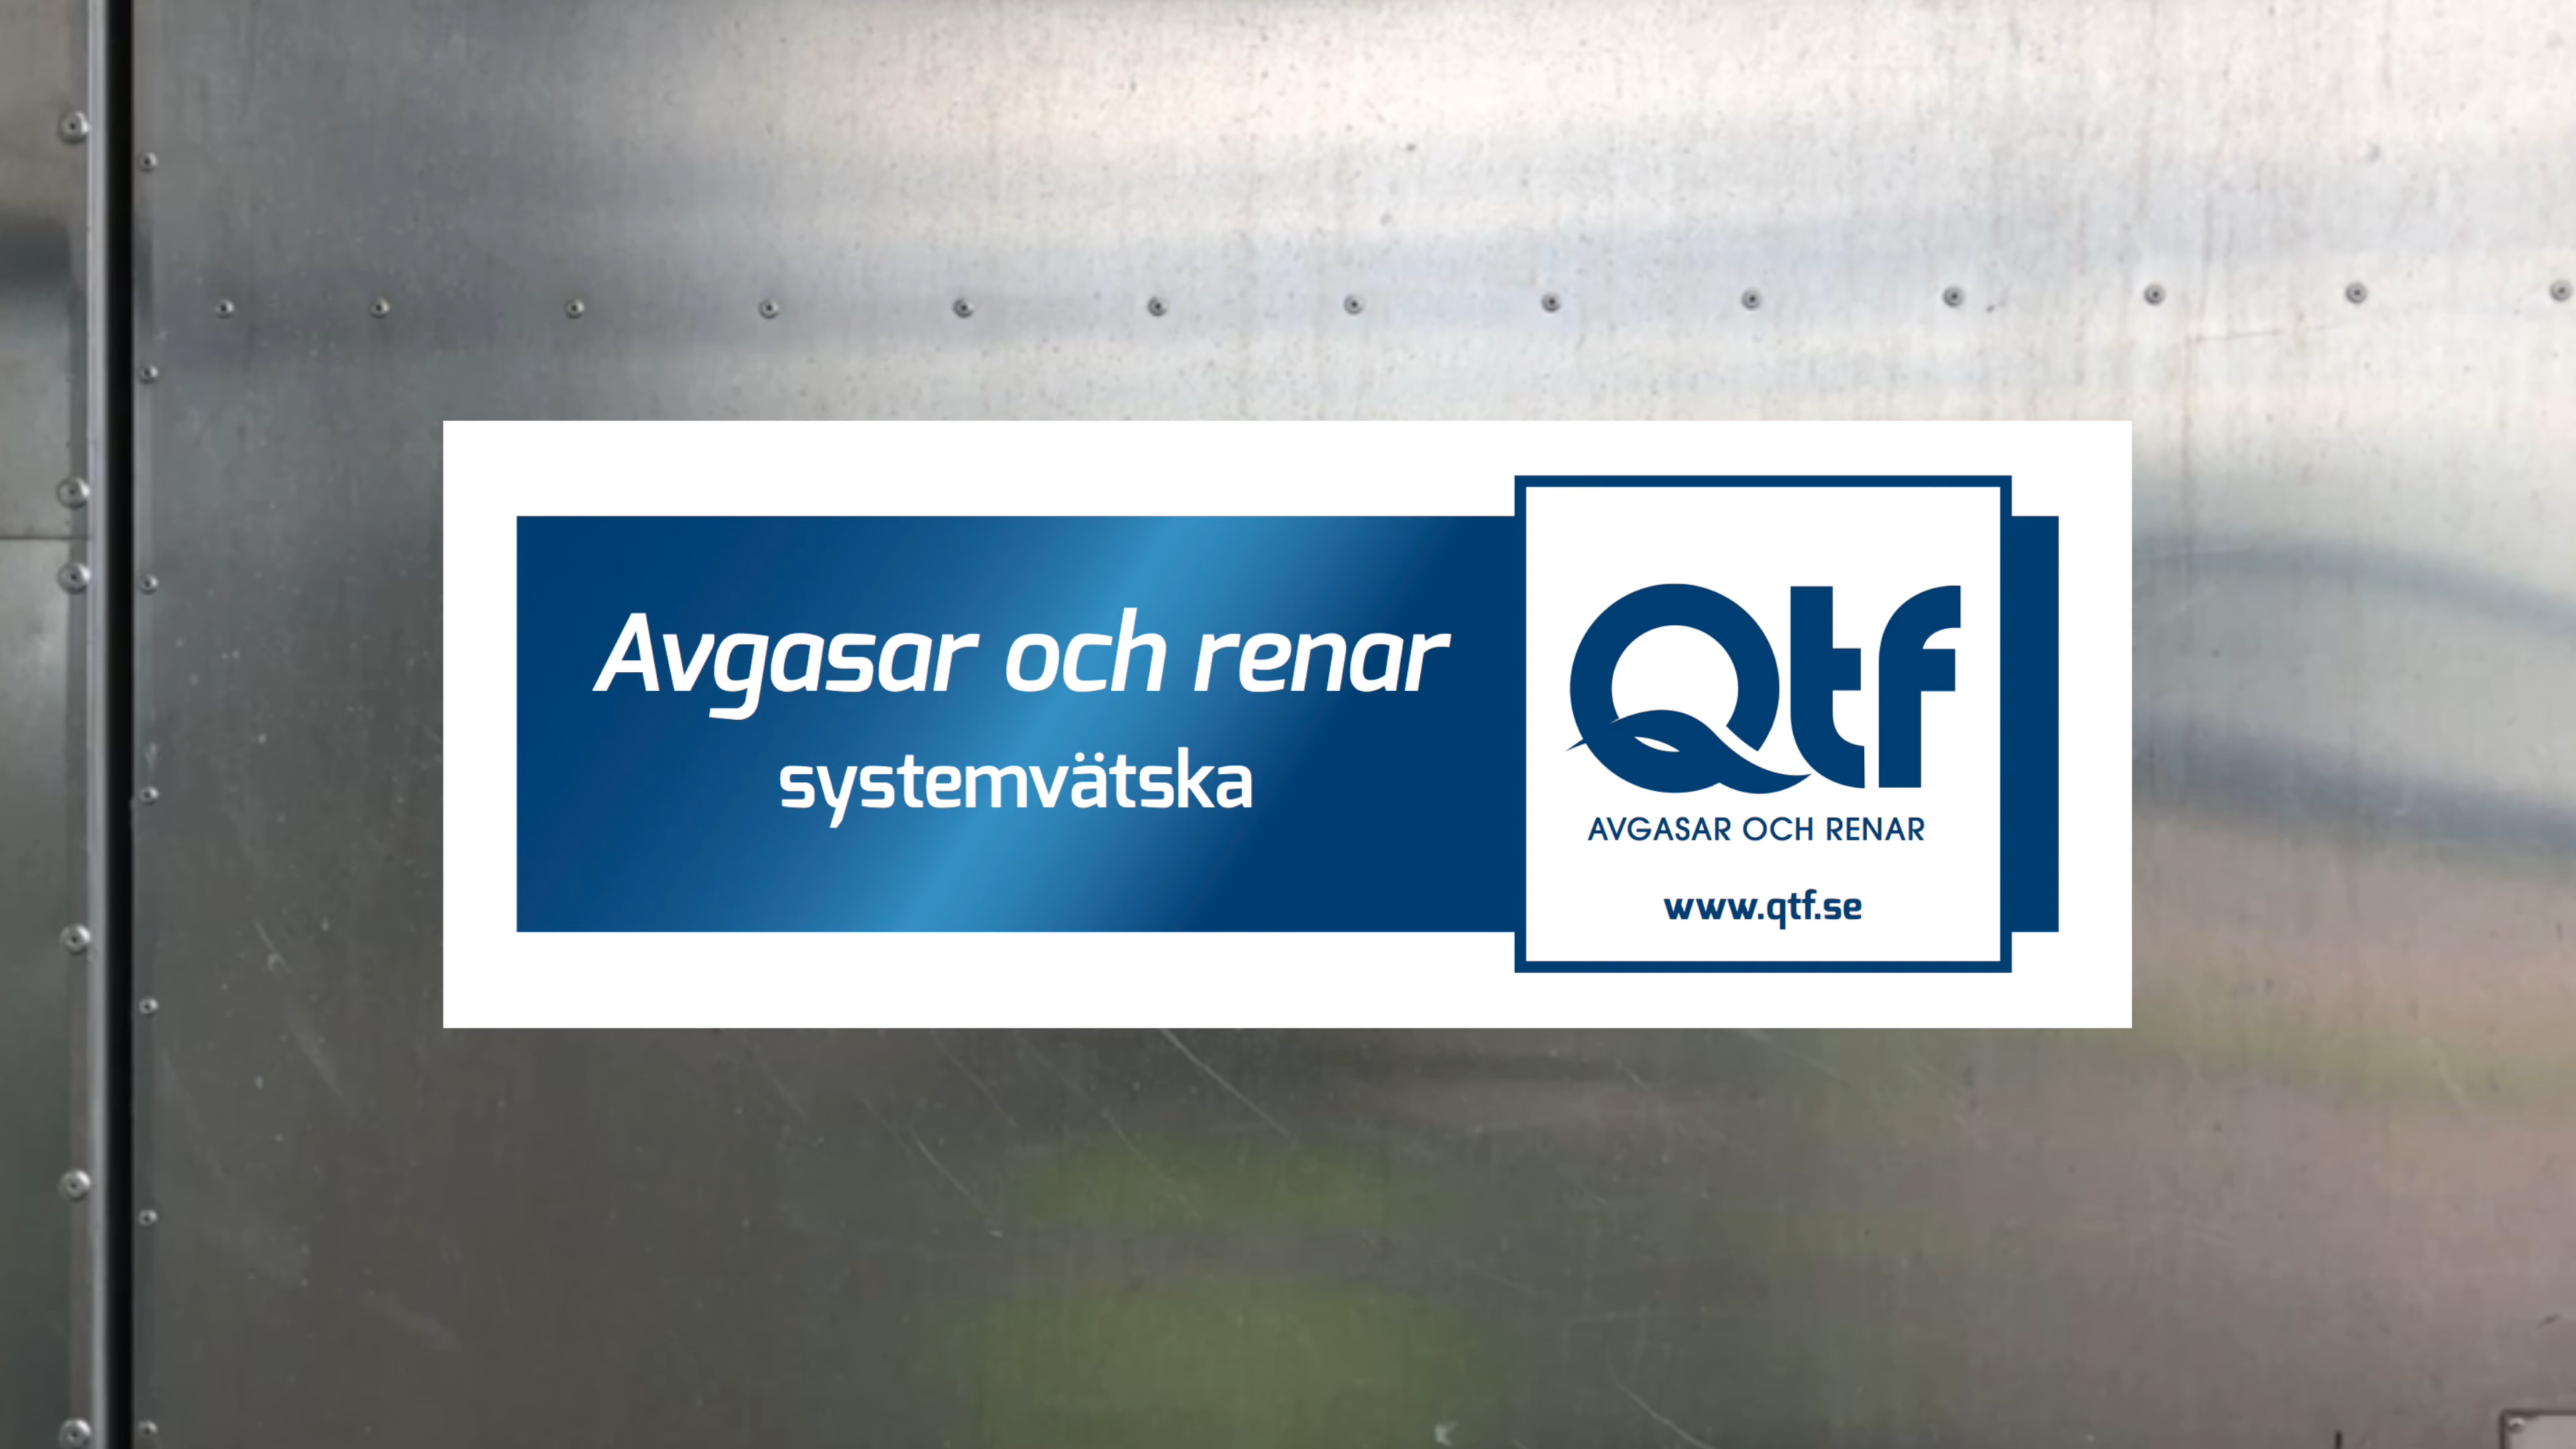 Avgasar och renar
systemvätska
Qtf
AVGASAR OCH RENAR
www.qtf.se